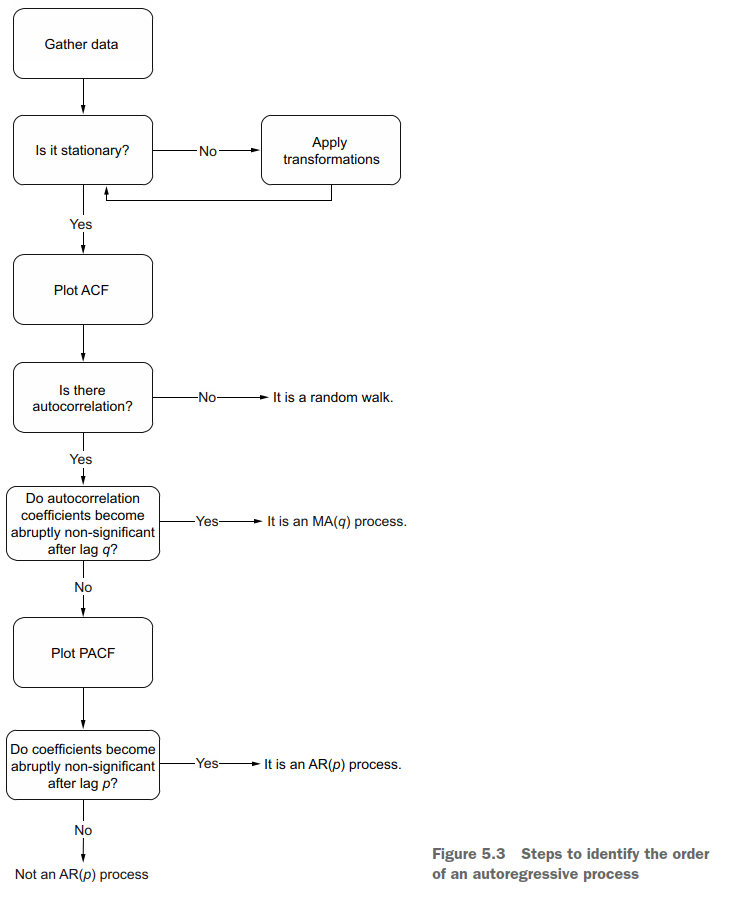 Gather data
Is it stationary?
No
Apply
transformations
Yes
Plot ACF
Is there
autocorrelation?
No
It is a random walk.
Yes
Do autocorrelation
coefficients become
abruptly non-significant
after lag q?
Yes
It is an MA(q) process.
No
Plot PACF
Do coefficients become
abruptly non-significant
after lag p?
Yes
It is an AR(p) process.
No
Not an AR(p) process
Figure 5.3 Steps to identify the order
of an autoregressive process